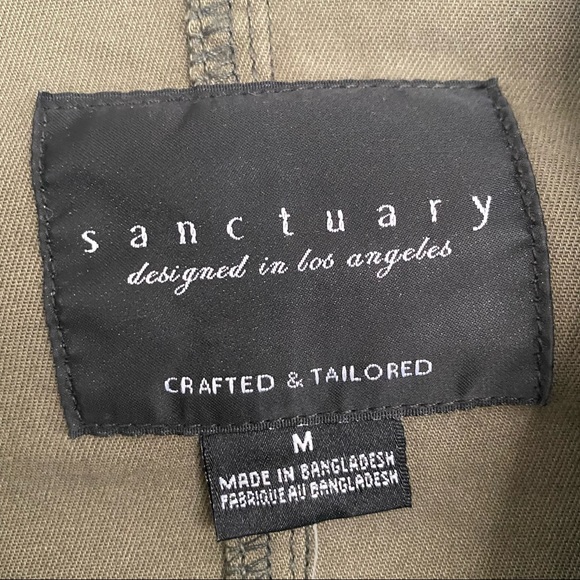 sanctuary
designed in los angeles
CRAFTED & TAILORED
M
MADE IN BANGLADESH
FABRIQUE AU BANGLADESH